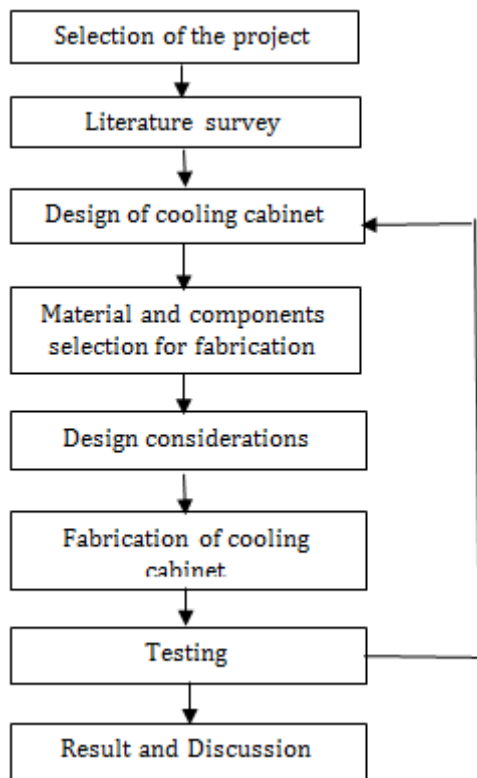 Selection of the project
Literature survey
Design of cooling cabinet
Material and components
selection for fabrication
Design considerations
Fabrication of cooling
cabinet
Testing
Result and Discussion